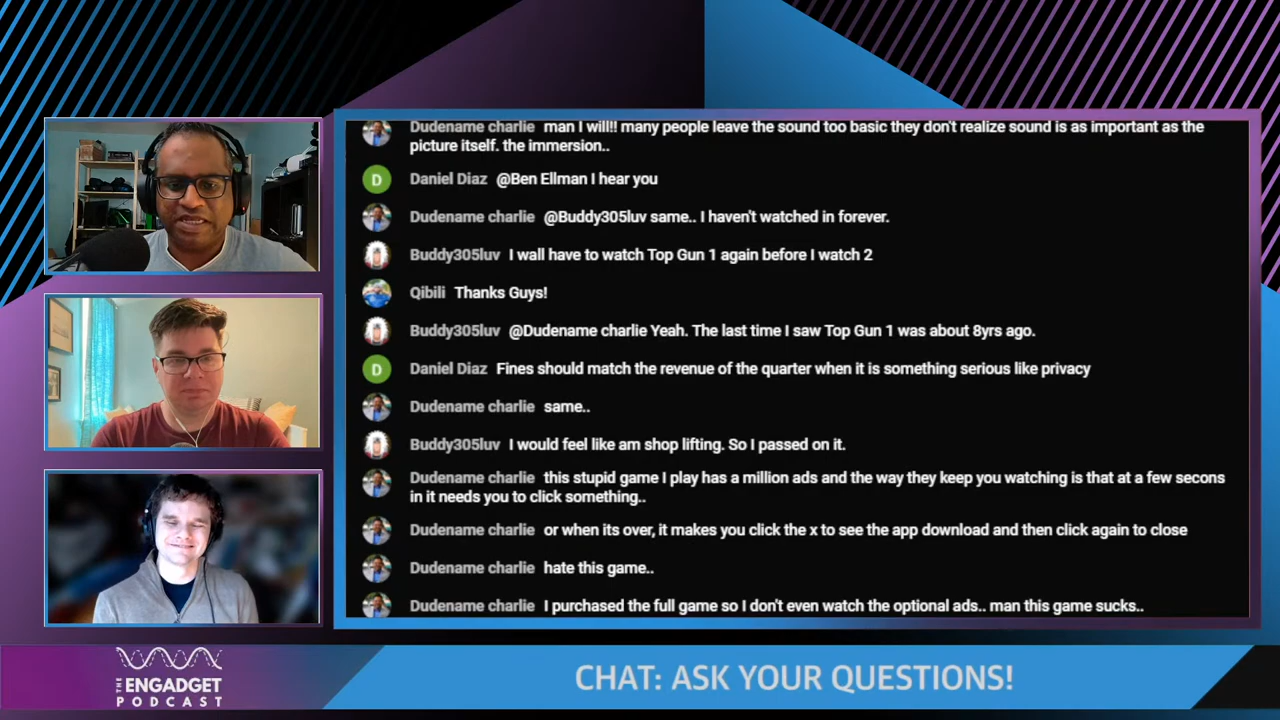 Dudename charlie man I will!! many people leave the sound too basic they don't realize sound is as important as the
picture itself. the immersion..
D Daniel Diaz @Ben Ellman I hear you
Dudename charlie @Buddy305luv same.. I haven't watched in forever.
Buddy305luv I wall have to watch Top Gun 1 again before I watch 2
Qibili Thanks Guys!
Buddy305luv @Dudename charlie Yeah. The last time I saw Top Gun 1 was about 8yrs ago.
D Daniel Diaz Fines should match the revenue of the quarter when it is something serious like privacy
Dudename charlie same..
Buddy305luv I would feel like am shop lifting. So I passed on it.
Dudename charlie this stupid game I play has a million ads and the way they keep you watching is that at a few secons
in it needs you to click something..
Dudename charlie or when its over, it makes you click the x to see the app download and then click again to close
Dudename charlie hate this game..
Dudename charlie I purchased the full game so I don't even watch the optional ads.. man this game sucks..
THE ENGADGET
PODCAST
CHAT: ASK YOUR QUESTIONS!